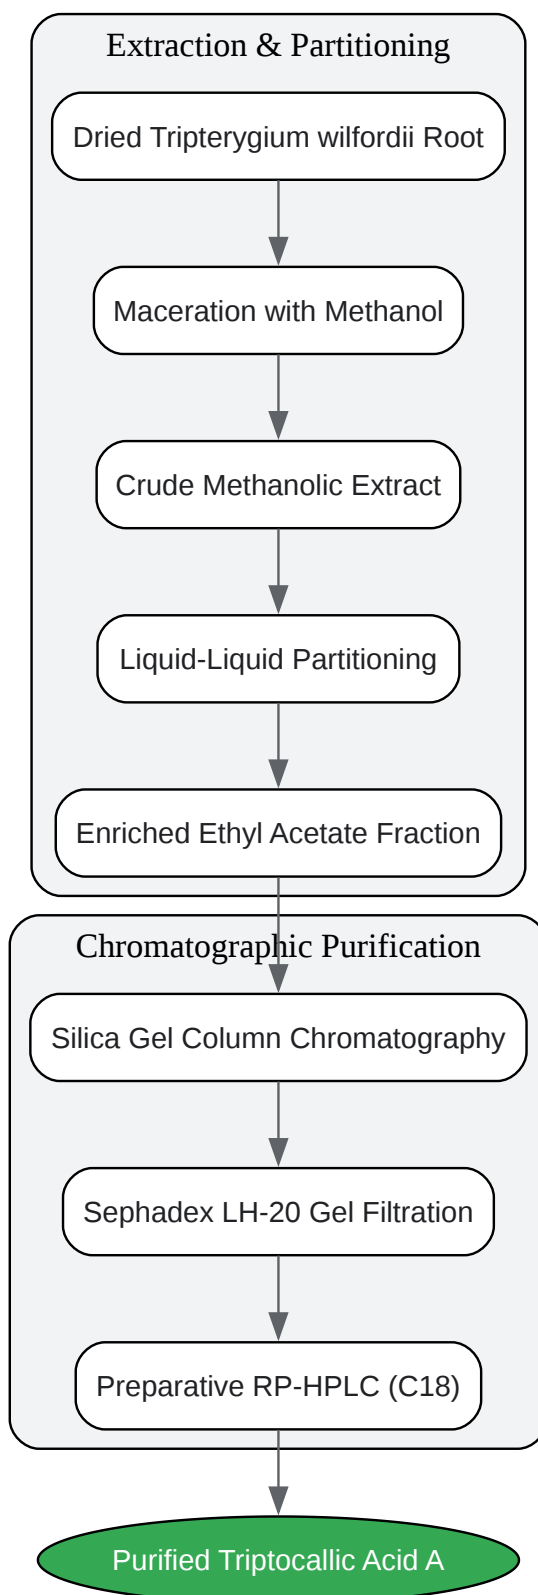 Extraction & Partitioning
Dried Tripterygium wilfordii Root
Maceration with Methanol
Crude Methanolic Extract
Liquid-Liquid Partitioning
Enriched Ethyl Acetate Fraction
Chromatographic Purification
Silica Gel Column Chromatography
Sephadex LH-20 Gel Filtration
Preparative RP-HPLC (C18)
Purified Triptocallic Acid A